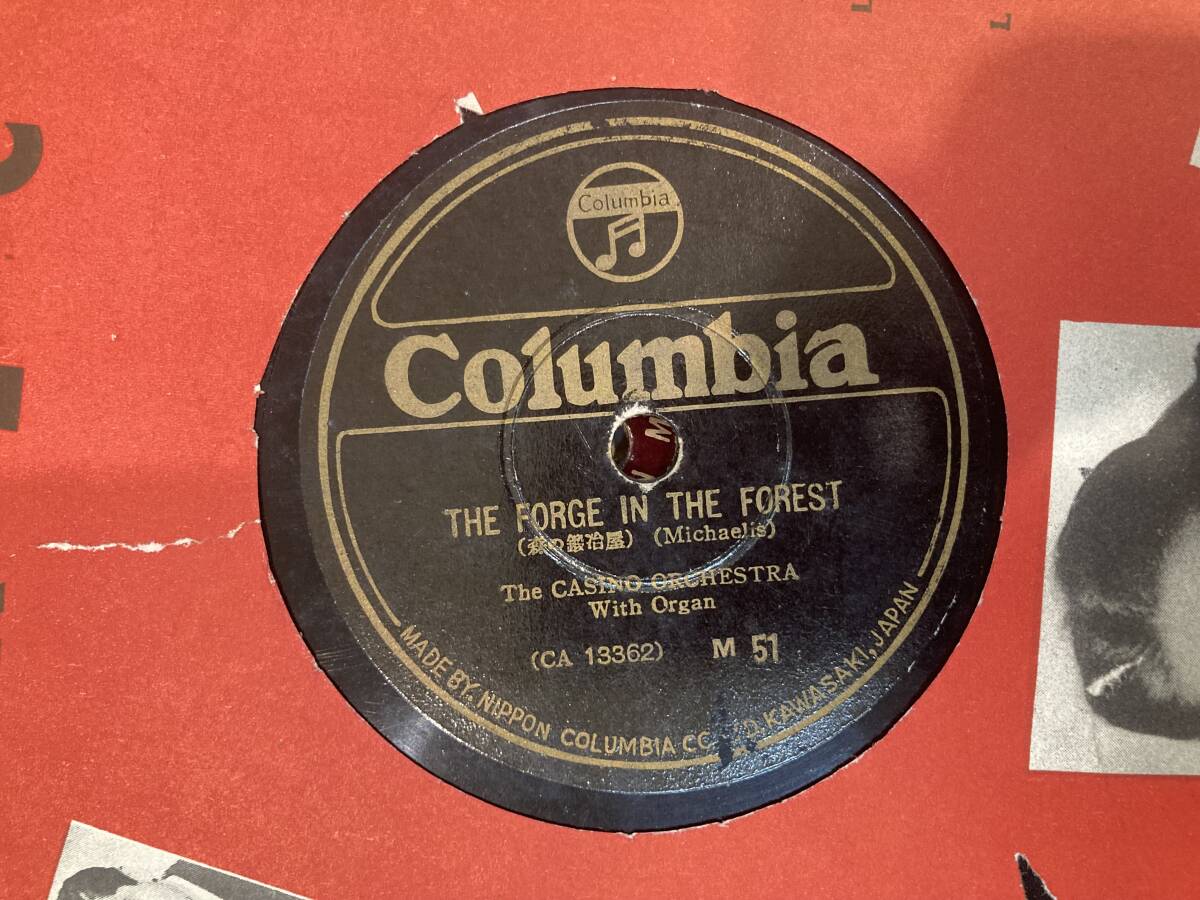 Columbia
Columbia
THE FORGE IN THE FOREST
(森の鍛冶屋) (Michaelis)
The CASINO ORCHESTRA
With Organ
(CA 13362) M 51
MADE BY NIPPON COLUMBIA CO. LTD. KAWASAKI, JAPAN
M